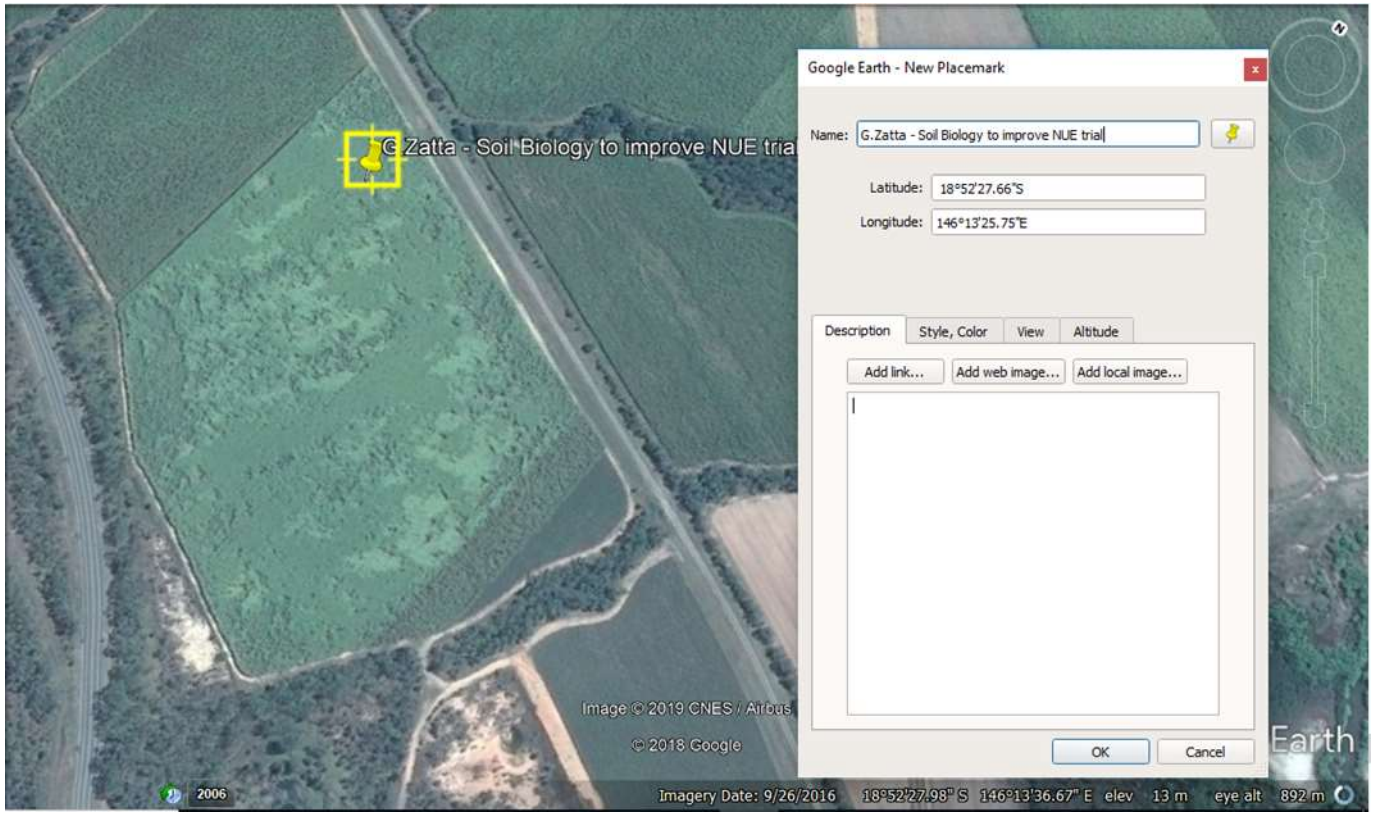 N
Google Earth - New Placemark
x
G.Zatta - Soil Biology to improve NUE trial
Name: G.Zatta - Soil Biology to improve NUE trial
Latitude: 18°52'27.66"S
Longitude: 146°13'25.75"E
Description Style, Color View Altitude
Add link... Add web image... Add local image...
Image © 2019 CNES / Airbus
© 2018 Google
OK Cancel
Earth
2006
Imagery Date: 9/26/2016 18°52'27.98" S 146°13'36.67" E elev 13 m eye alt 892 m